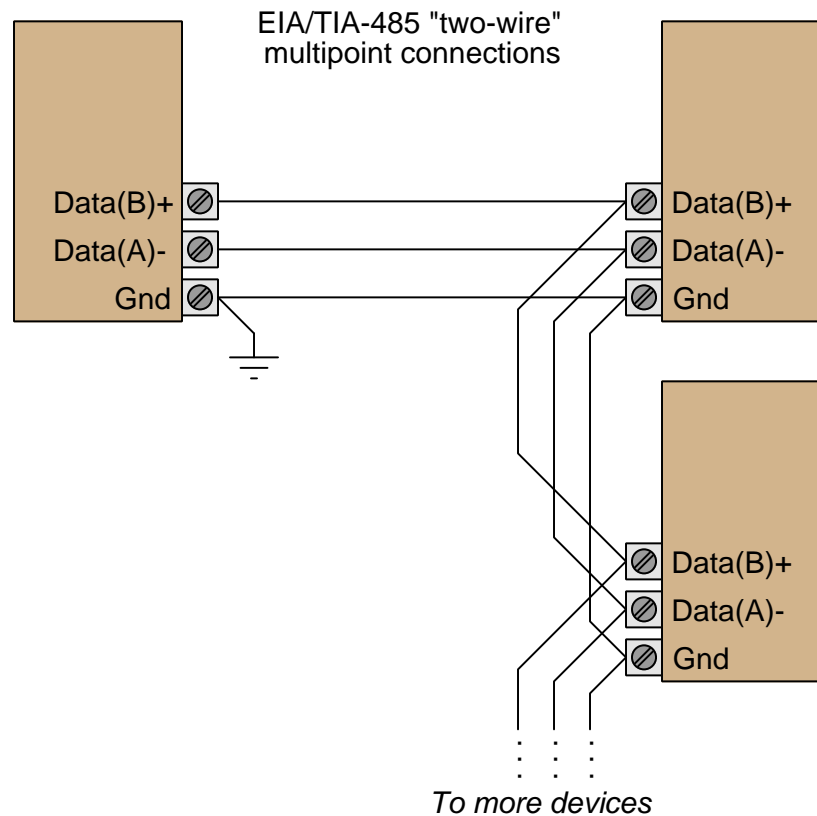 EIA/TIA-485 "two-wire"
multipoint connections
Data(B)+
Data(A)-
Gnd
Data(B)+
Data(A)-
Gnd
Data(B)+
Data(A)-
Gnd
To more devices